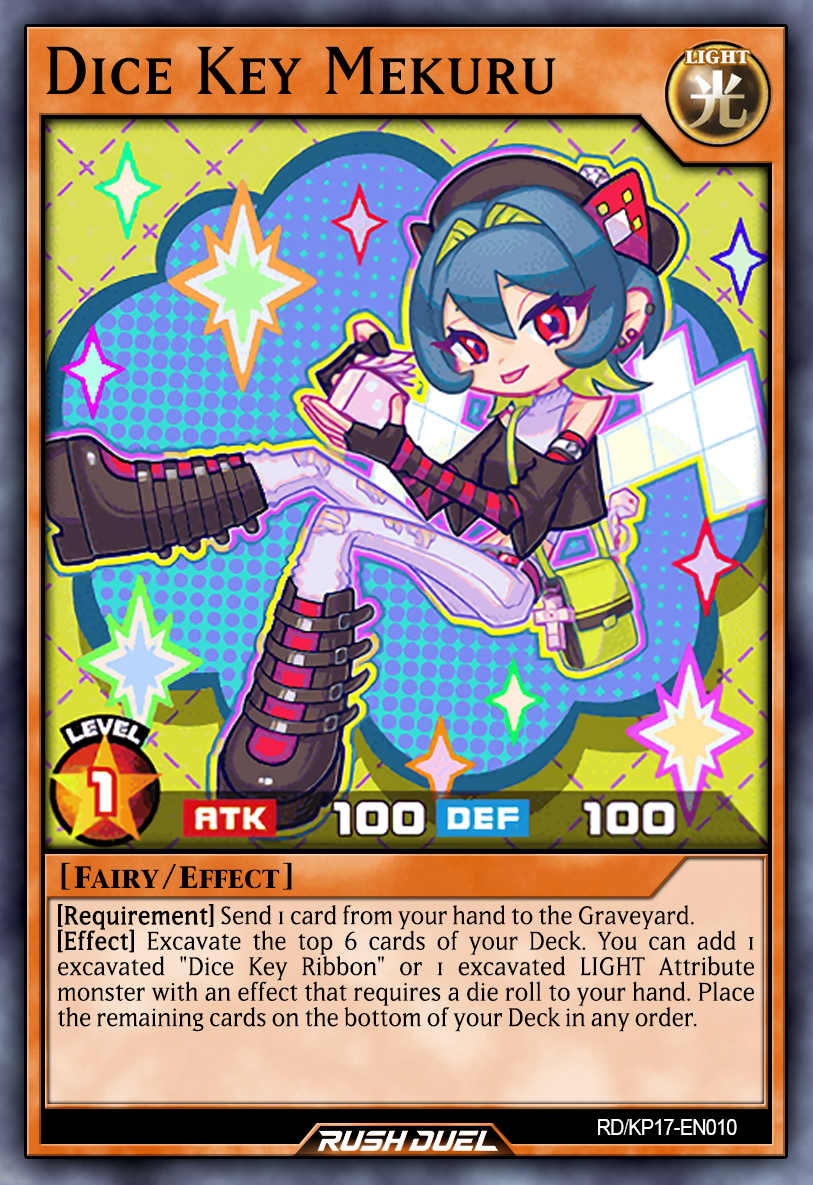 Dice Key Mekuru
LIGHT
光
LEVEL
1
ATK 100 DEF 100
[Fairy/Effect]
[Requirement] Send 1 card from your hand to the Graveyard.
[Effect] Excavate the top 6 cards of your Deck. You can add 1
excavated "Dice Key Ribbon" or 1 excavated LIGHT Attribute
monster with an effect that requires a die roll to your hand. Place
the remaining cards on the bottom of your Deck in any order.
RUSH DUEL
RD/KP17-EN010